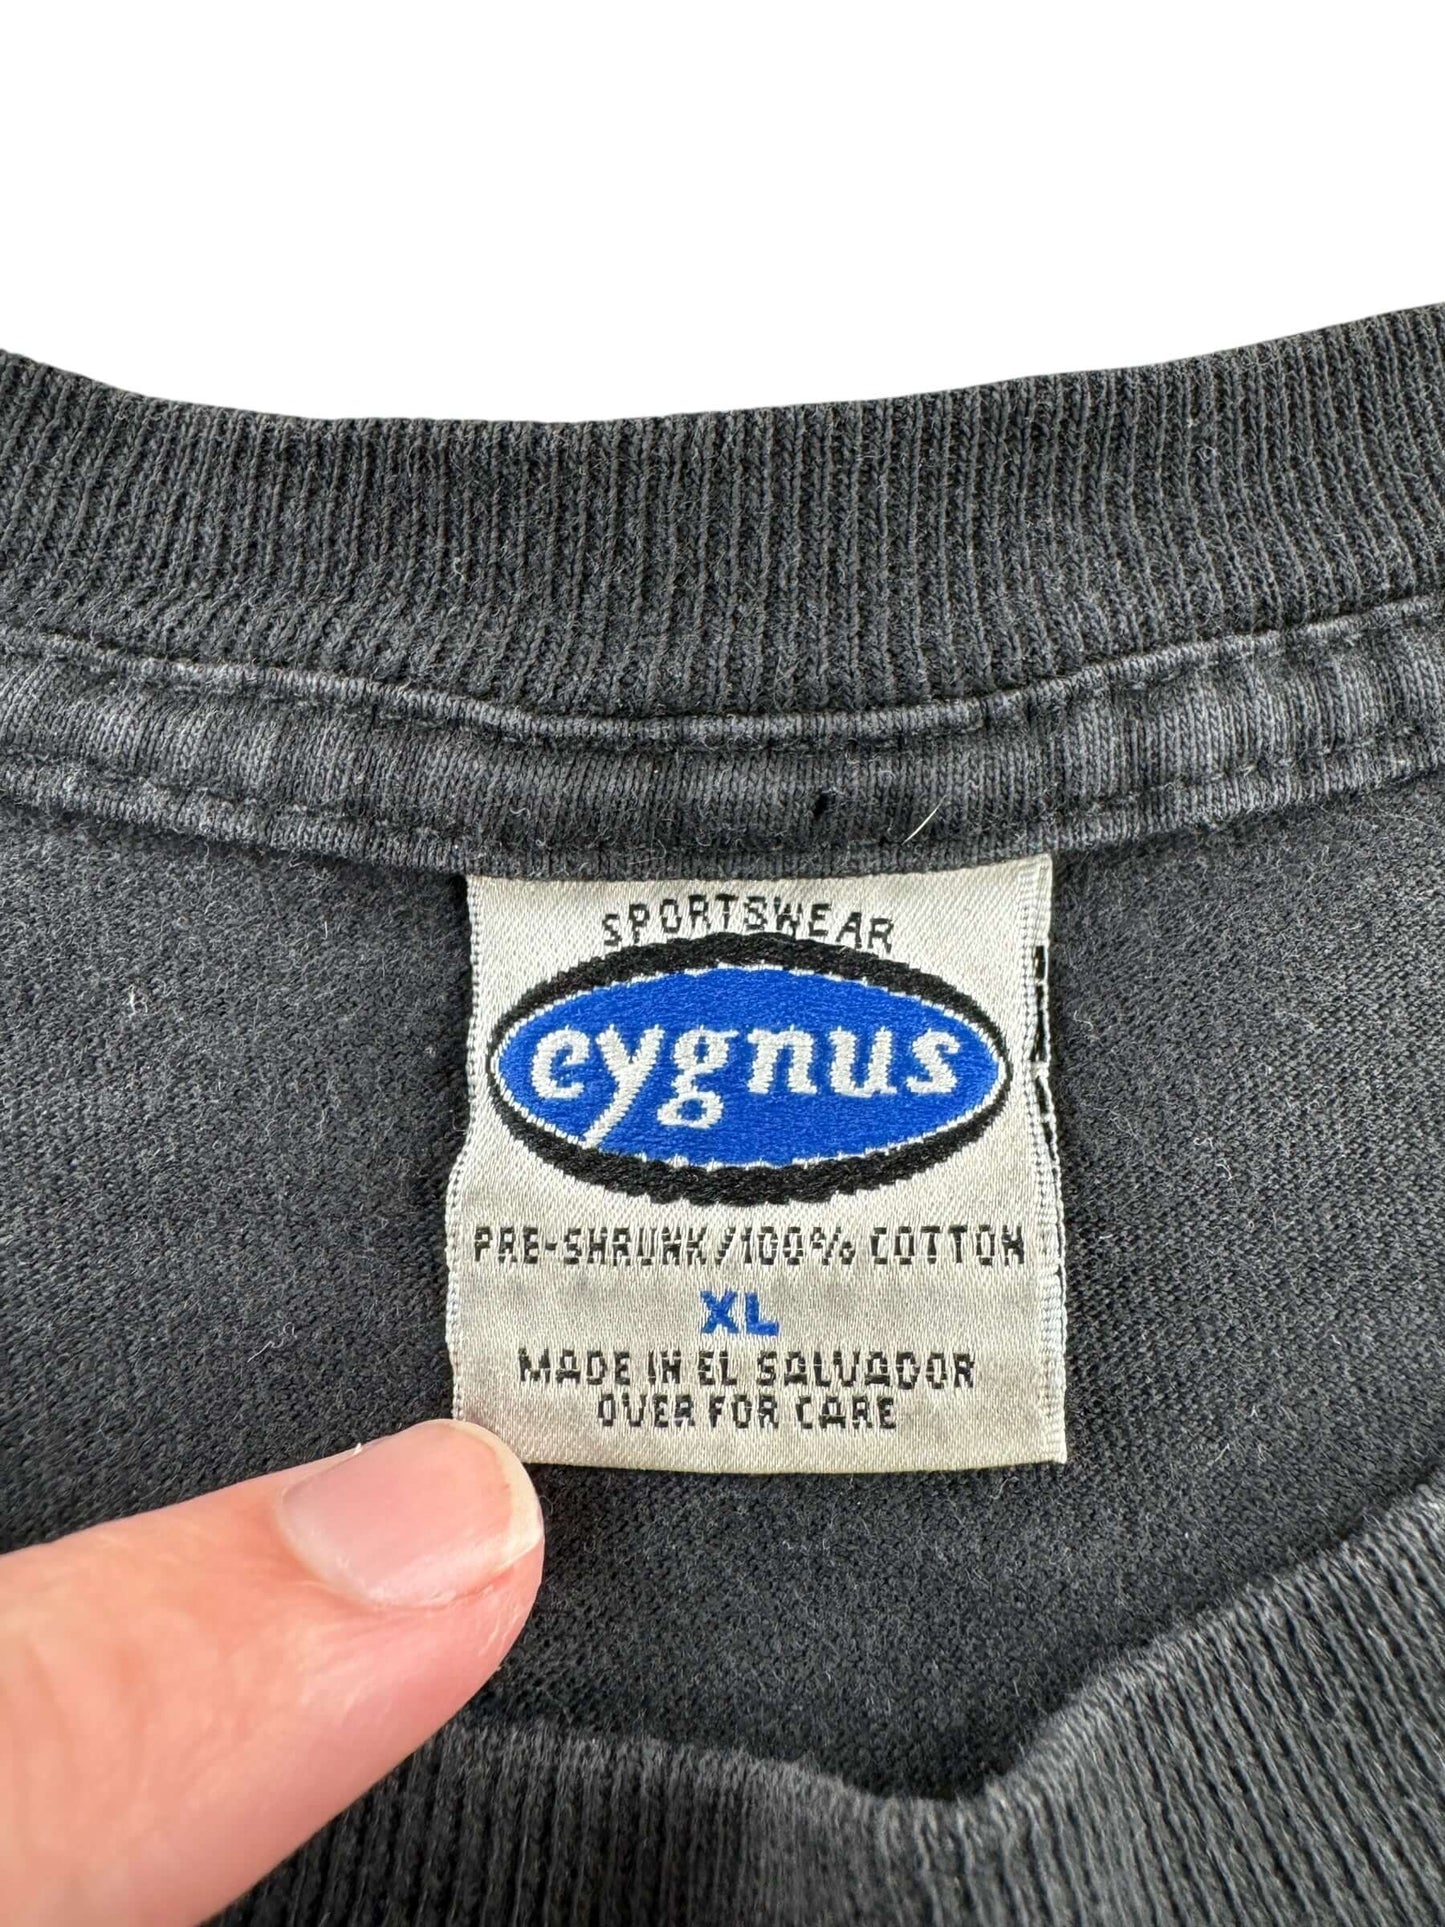 SPORTSWEAR
cygnus
PRE-SHRUNK/100% COTTON
XL
MADE IN EL SALVADOR
OVER FOR CARE